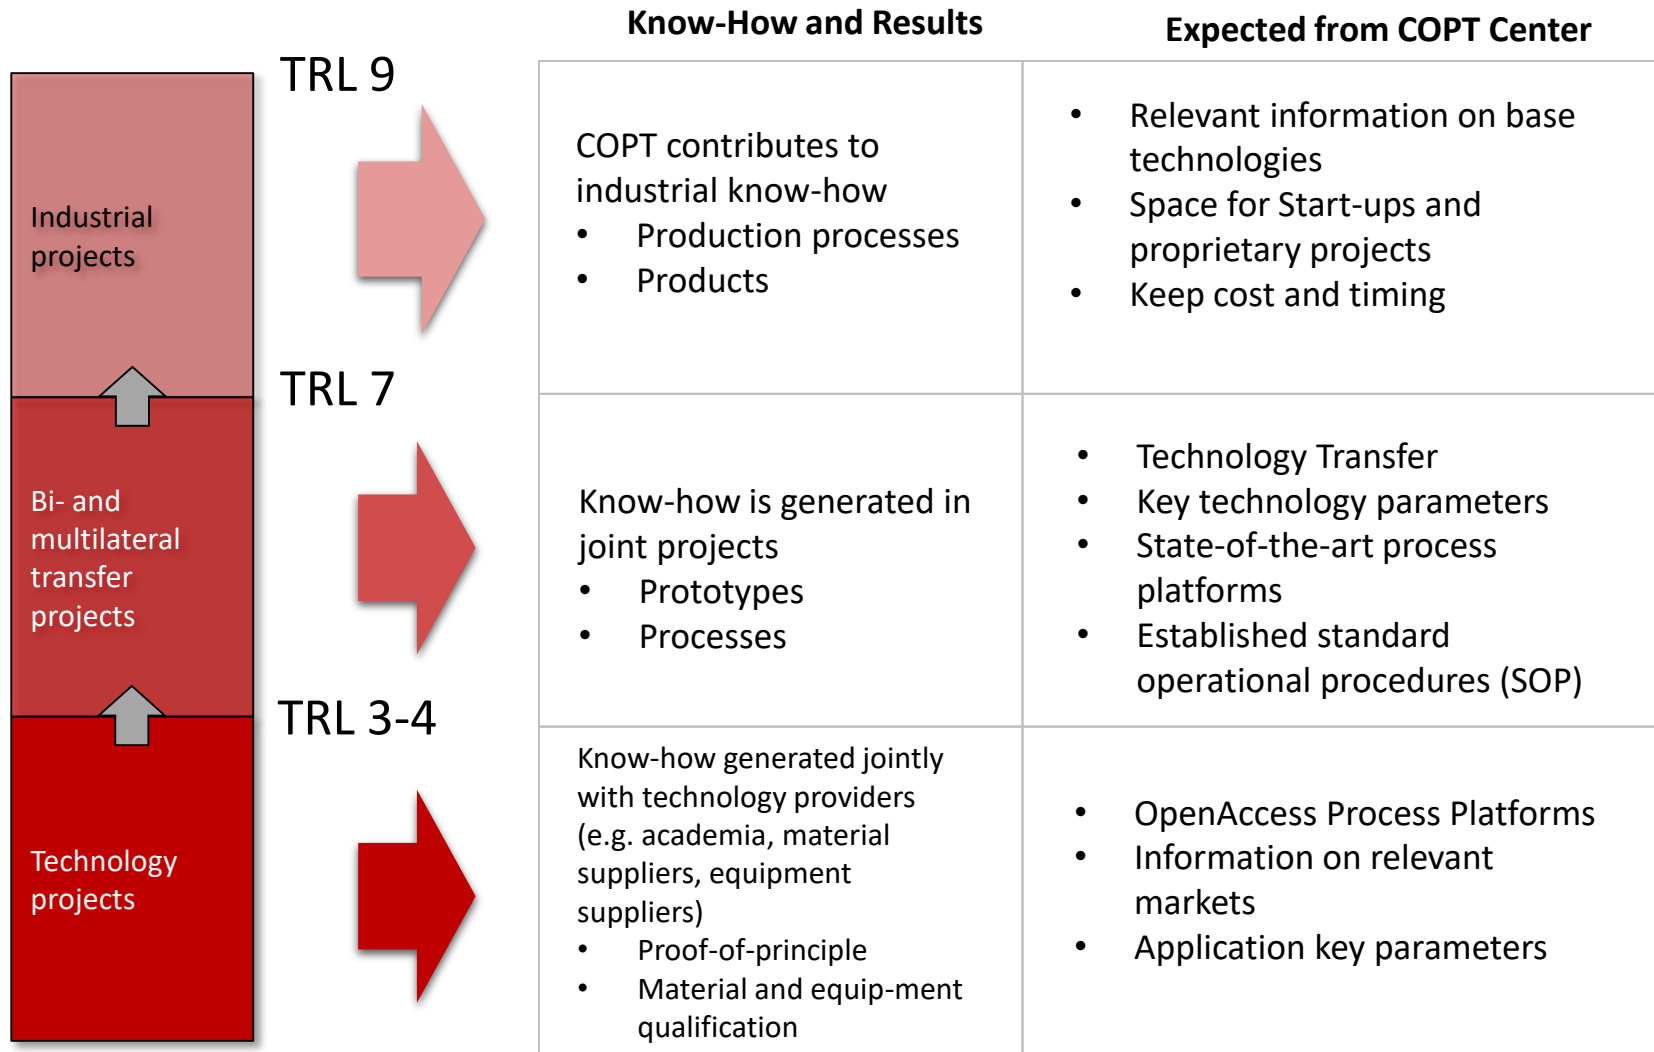 Know-How and Results
Expected from COPT Center
TRL 9
Industrial
projects
COPT contributes to
industrial know-how
• Production processes
• Products
• Relevant information on base
technologies
• Space for Start-ups and
proprietary projects
• Keep cost and timing
TRL 7
Bi- and
multilateral
transfer
projects
Know-how is generated in
joint projects
• Prototypes
• Processes
• Technology Transfer
• Key technology parameters
• State-of-the-art process
platforms
• Established standard
operational procedures (SOP)
TRL 3-4
Technology
projects
Know-how generated jointly
with technology providers
(e.g. academia, material
suppliers, equipment
suppliers)
• Proof-of-principle
• Material and equip-ment
qualification
• OpenAccess Process Platforms
• Information on relevant
markets
• Application key parameters